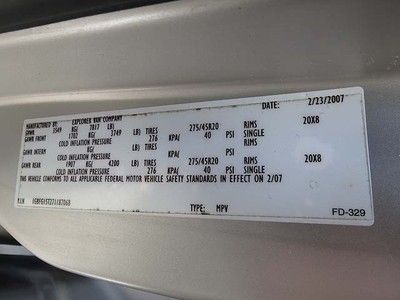 MANUFACTURED BY: EXPLORER VAN COMPANY DATE: 2/23/2007
GVWR 3549 KG( 7817 LB)
GAWR FRONT 1702 KG( 3749 LB) TIRES 275/45R20 RIMS 20X8
COLD INFLATION PRESSURE 276 KPA( 40 PSI SINGLE
GAWR INTERM KG( LB) TIRES RIMS
COLD INFLATION PRESSURE KPA( PSI SINGLE
GAWR REAR 1907 KG( 4200 LB) TIRES 275/45R20 RIMS 20X8
COLD INFLATION PRESSURE 276 KPA( 40 PSI SINGLE
THIS VEHICLE CONFORMS TO ALL APPLICABLE FEDERAL MOTOR VEHICLE SAFETY STANDARDS IN EFFECT ON 2/07
VIN 1GBFG15T271187068
TYPE: MPV
FD-329